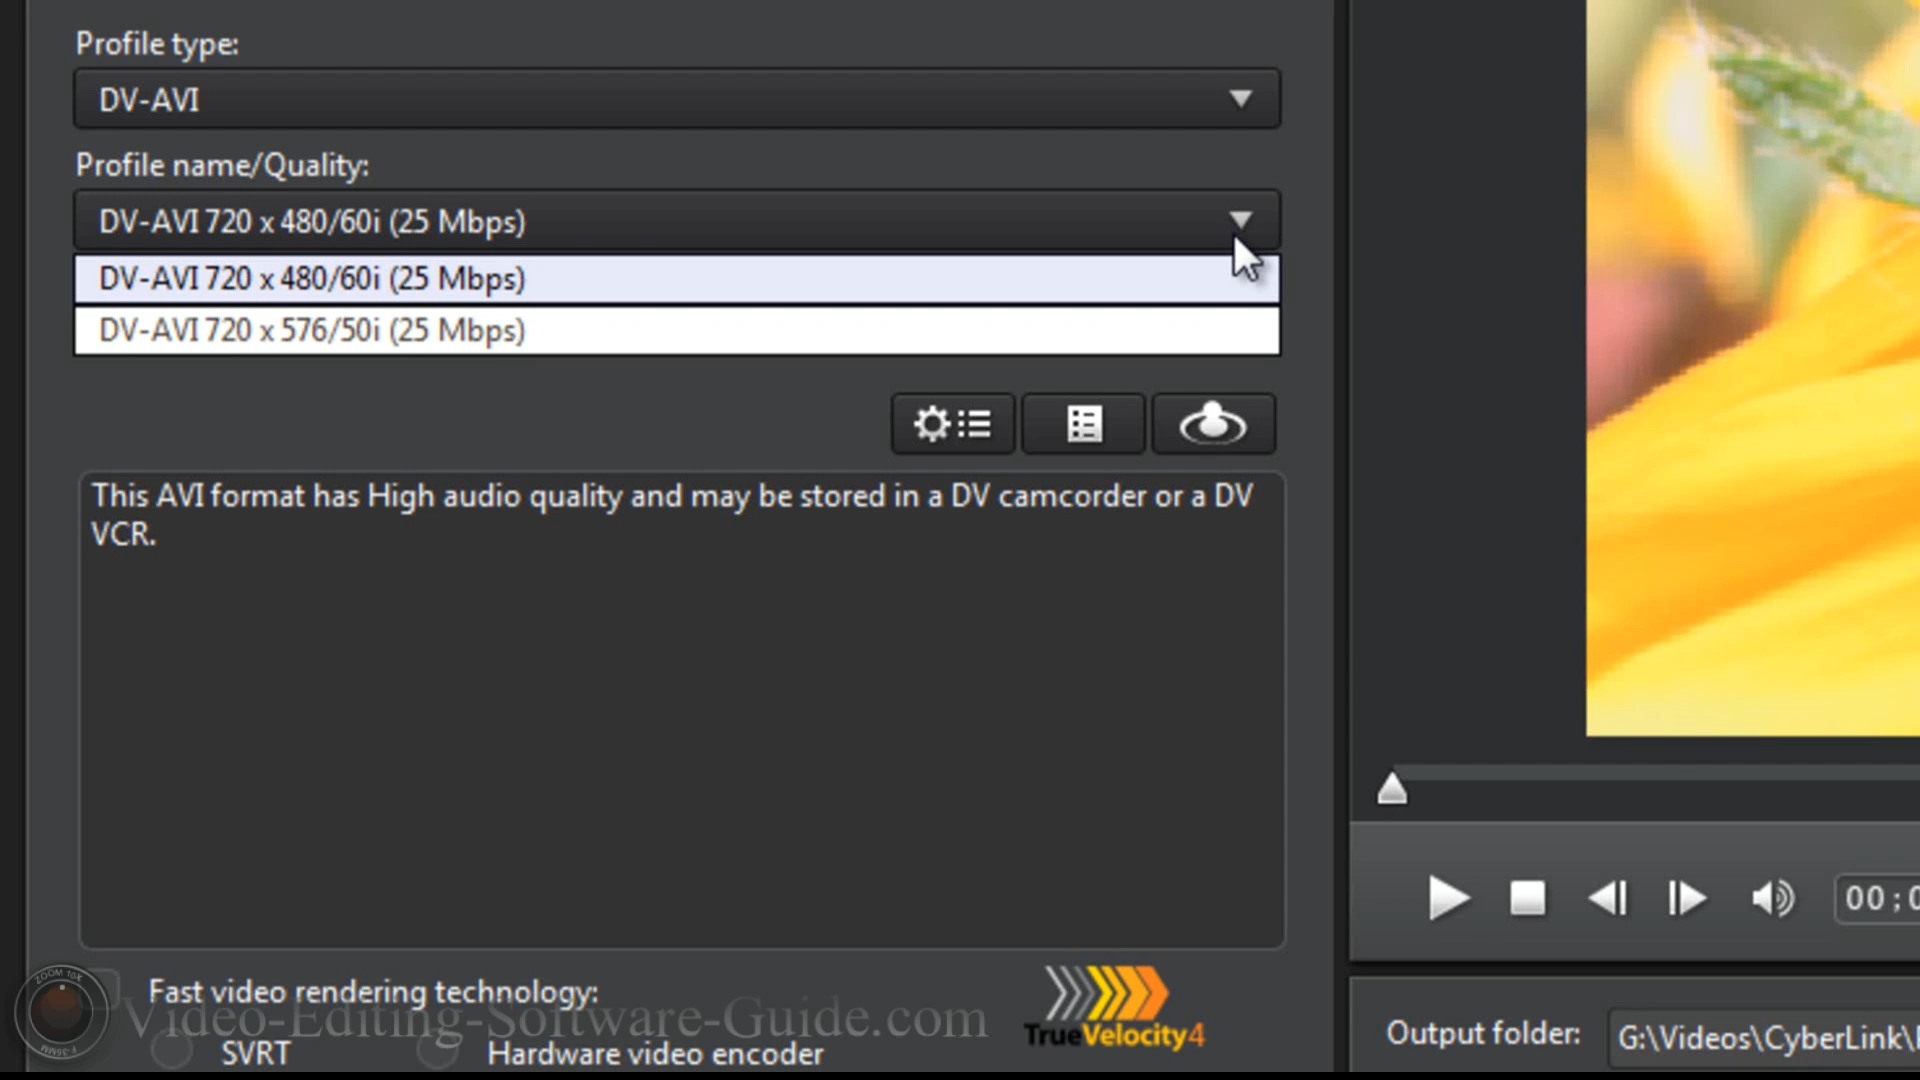 Profile type:
DV-AVI
Profile name/Quality:
DV-AVI 720 x 480/60i (25 Mbps)
DV-AVI 720 x 480/60i (25 Mbps)
DV-AVI 720 x 576/50i (25 Mbps)
This AVI format has High audio quality and may be stored in a DV camcorder or a DV
VCR.
00 ; 0
ZOOM 10X
F-35MM
Fast video rendering technology:
Video-Editing-Software-Guide.com
TrueVelocity4
SVRT
Hardware video encoder
Output folder:
G:\Videos\CyberLink\